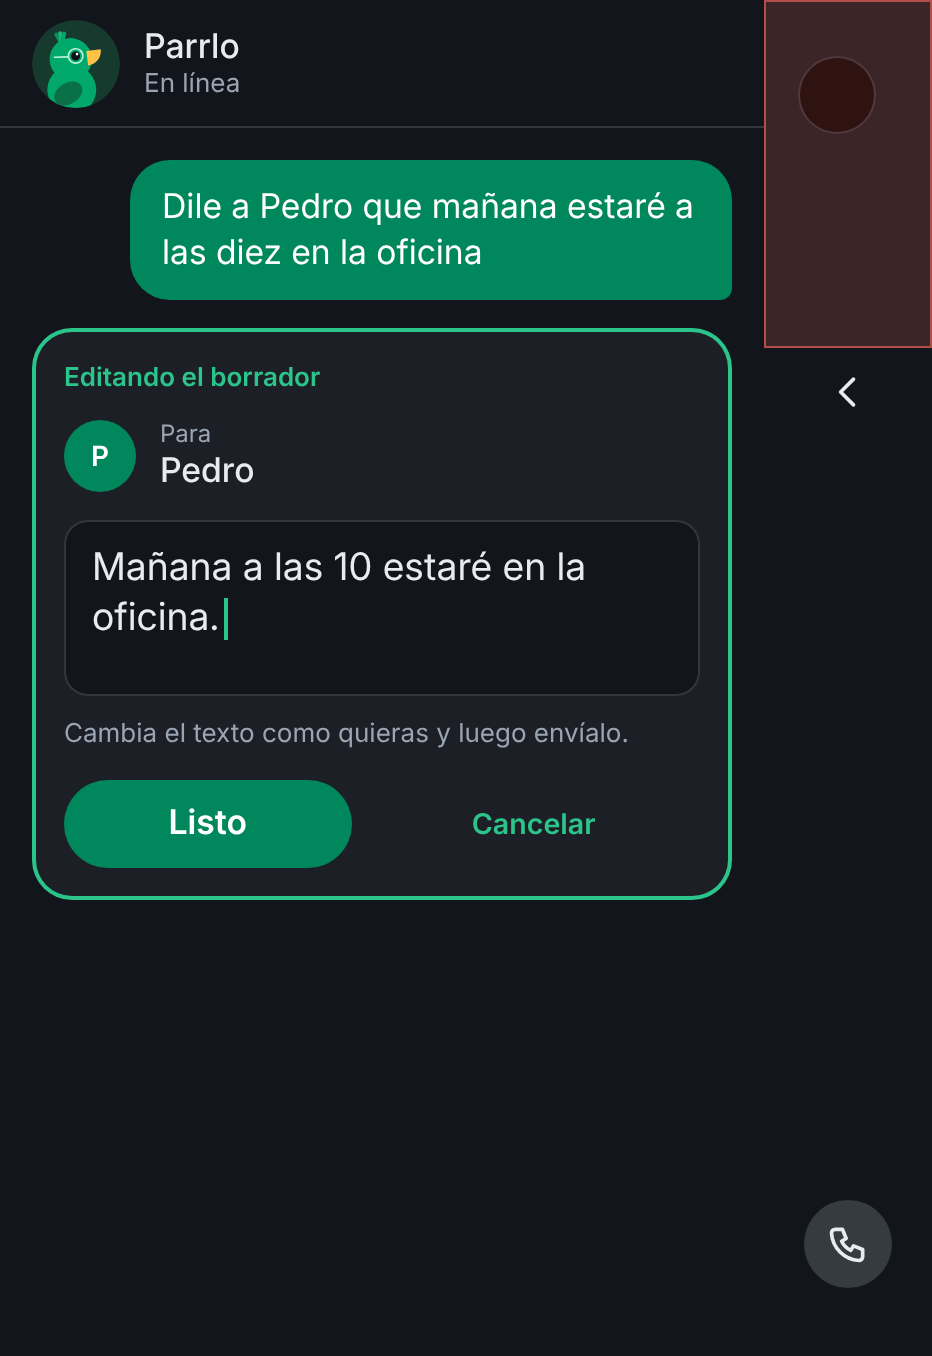 Parrlo
En línea
Dile a Pedro que mañana estaré a
las diez en la oficina
Editando el borrador
P
Para
Pedro
Mañana a las 10 estaré en la
oficina.
Cambia el texto como quieras y luego envíalo.
Listo
Cancelar